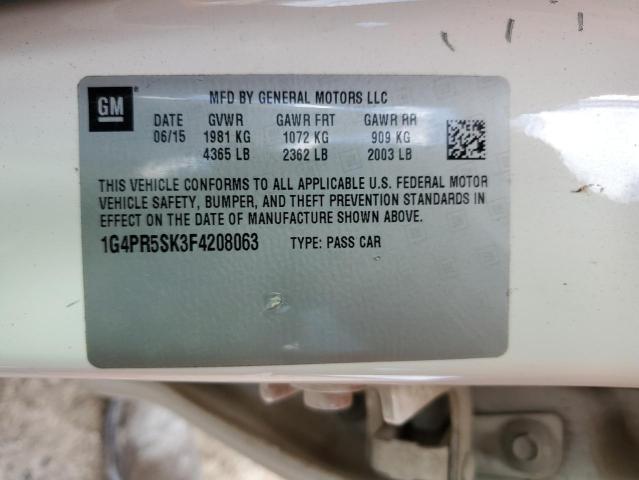 GM
MFD BY GENERAL MOTORS LLC
DATE GVWR GAWR FRT GAWR RR
06/15 1981 KG 1072 KG 909 KG
4365 LB 2362 LB 2003 LB
THIS VEHICLE CONFORMS TO ALL APPLICABLE U.S. FEDERAL MOTOR
VEHICLE SAFETY, BUMPER, AND THEFT PREVENTION STANDARDS IN
EFFECT ON THE DATE OF MANUFACTURE SHOWN ABOVE.
1G4PR5SK3F4208063 TYPE: PASS CAR